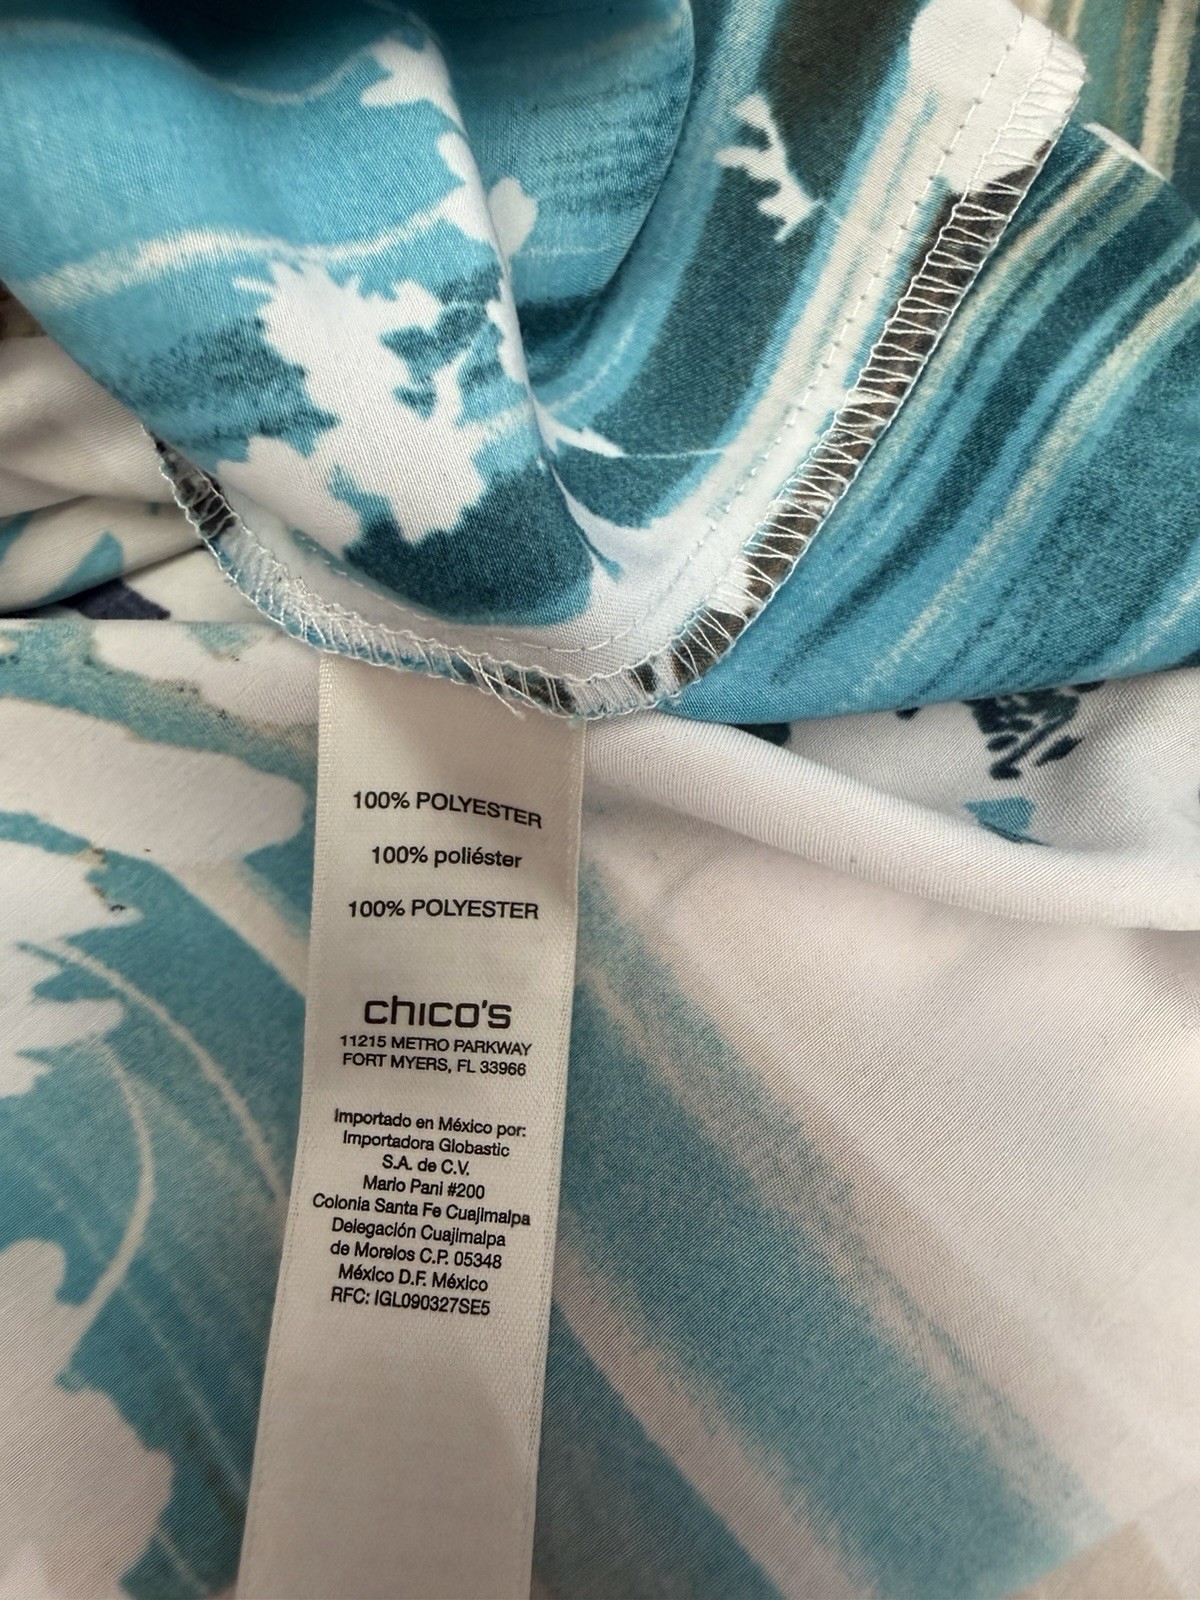 100% POLYESTER
100% poliéster
100% POLYESTER
chico's
11215 METRO PARKWAY
FORT MYERS, FL 33966
Importado en México por:
Importadora Globastic
S.A. de C.V.
Mario Pani #200
Colonia Santa Fe Cuajimalpa
Delegación Cuajimalpa
de Morelos C.P. 05348
México D.F. México
RFC: IGL090327SE5